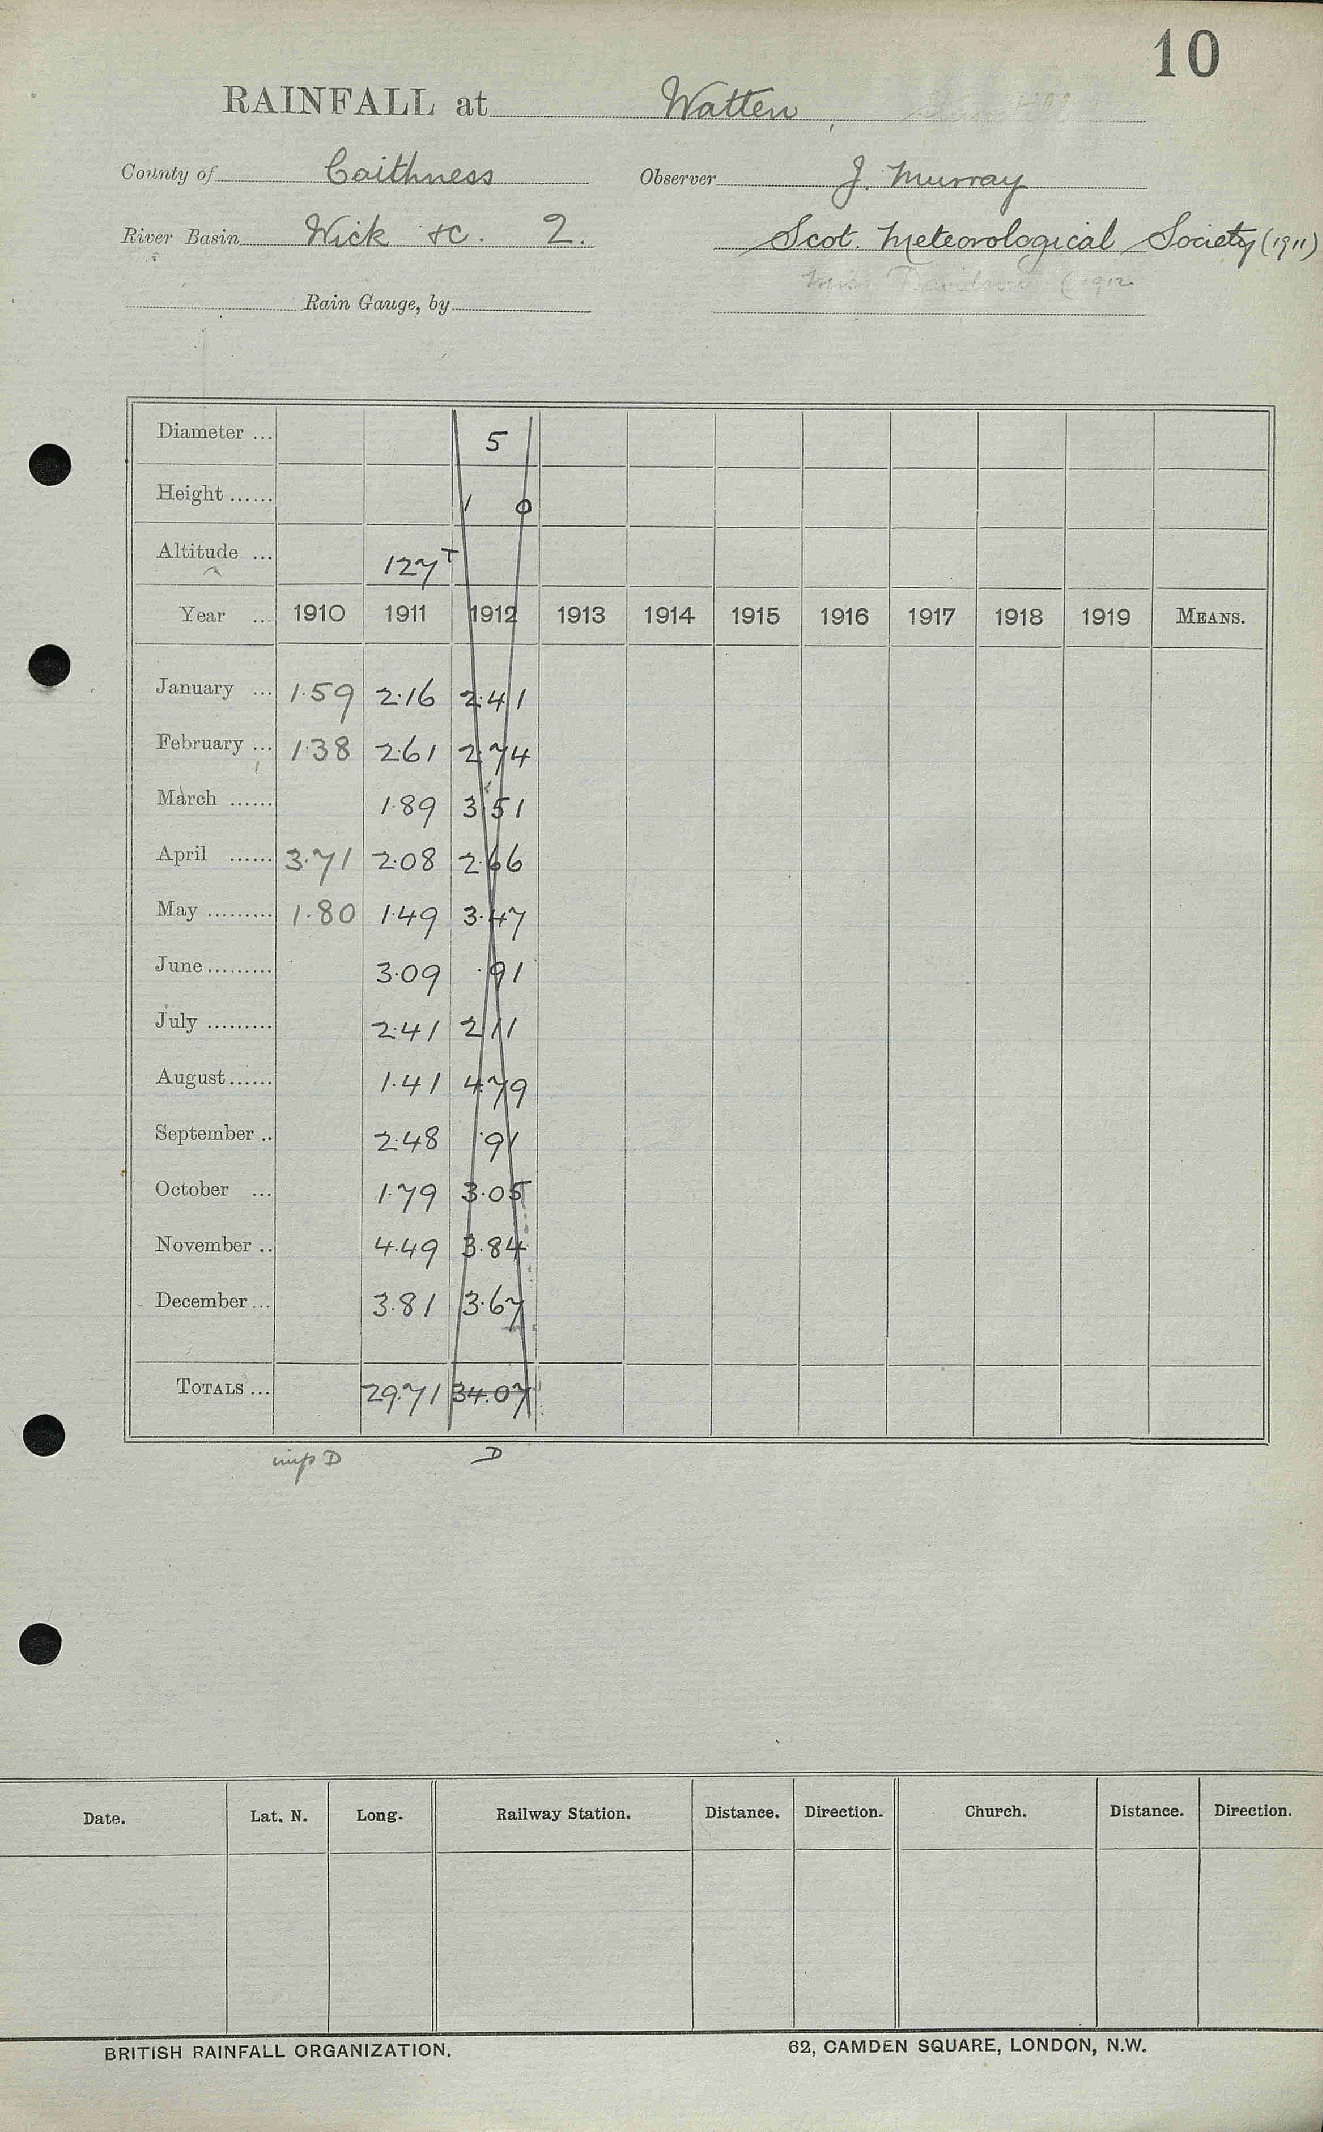 10
RAINFALL at Watten
County of Caithness Observer J. Murray
River Basin Wick &c. 2. Scot. Meteorological Society (1911)
Miss Davidson (1912
Rain Gauge, by
Diameter ... 5
Height ...... 1 0
Altitude ... 127 T
Year ... 1910 1911 1912 1913 1914 1915 1916 1917 1918 1919 MEANS.
January ... 1.59 2.16 2.41
February ... 1.38 2.61 2.74
March ...... 1.89 3.51
April ...... 3.71 2.08 2.66
May ......... 1.80 1.49 3.47
June ......... 3.09 .91
July ......... 2.41 2.11
August ...... 1.41 4.79
September .. 2.48 .91
October ... 1.79 3.05
November .. 4.49 3.84
December ... 3.81 3.67
TOTALS ... 29.71 34.07
imp D D
Date. Lat. N. Long. Railway Station. Distance. Direction. Church. Distance. Direction.
BRITISH RAINFALL ORGANIZATION. 62, CAMDEN SQUARE, LONDON, N.W.